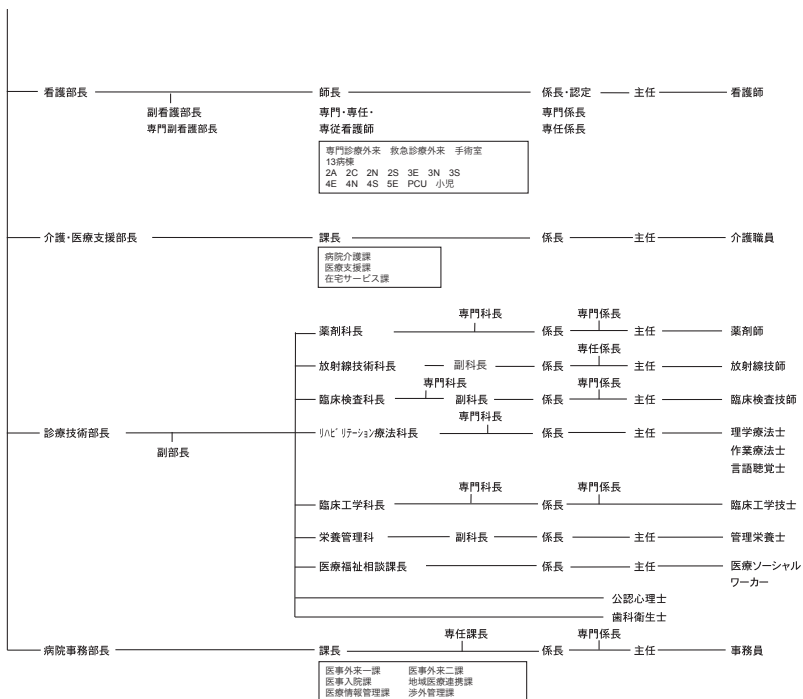 看護部長 師長 係長・認定 主任 看護師
副看護部長 専門・専任・ 専門係長
専門副看護部長 専従看護師 専任係長
専門診療外来 救急診療外来 手術室
13病棟
2A 2C 2N 2S 3E 3N 3S
4E 4N 4S 5E PCU 小児
介護・医療支援部長 課長 係長 主任 介護職員
病院介護課
医療支援課
在宅サービス課
専門科長 専門係長
薬剤科長 係長 主任 薬剤師
専任係長
放射線技術科長 副科長 係長 主任 放射線技師
専門科長 専門係長
臨床検査科長 副科長 係長 主任 臨床検査技師
専門科長
診療技術部長 ﾘﾊﾋﾞﾘﾃｰｼｮﾝ療法科長 係長 主任 理学療法士
副部長 作業療法士
言語聴覚士
専門科長 専門係長
臨床工学科長 係長 臨床工学技士
栄養管理科 副科長 係長 主任 管理栄養士
医療福祉相談課長 係長 主任 医療ソーシャル
ワーカー
公認心理士
歯科衛生士
専任課長 専門係長
病院事務部長 課長 係長 主任 事務員
医事外来一課 医事外来二課
医事入院課 地域医療連携課
医療情報管理課 渉外管理課